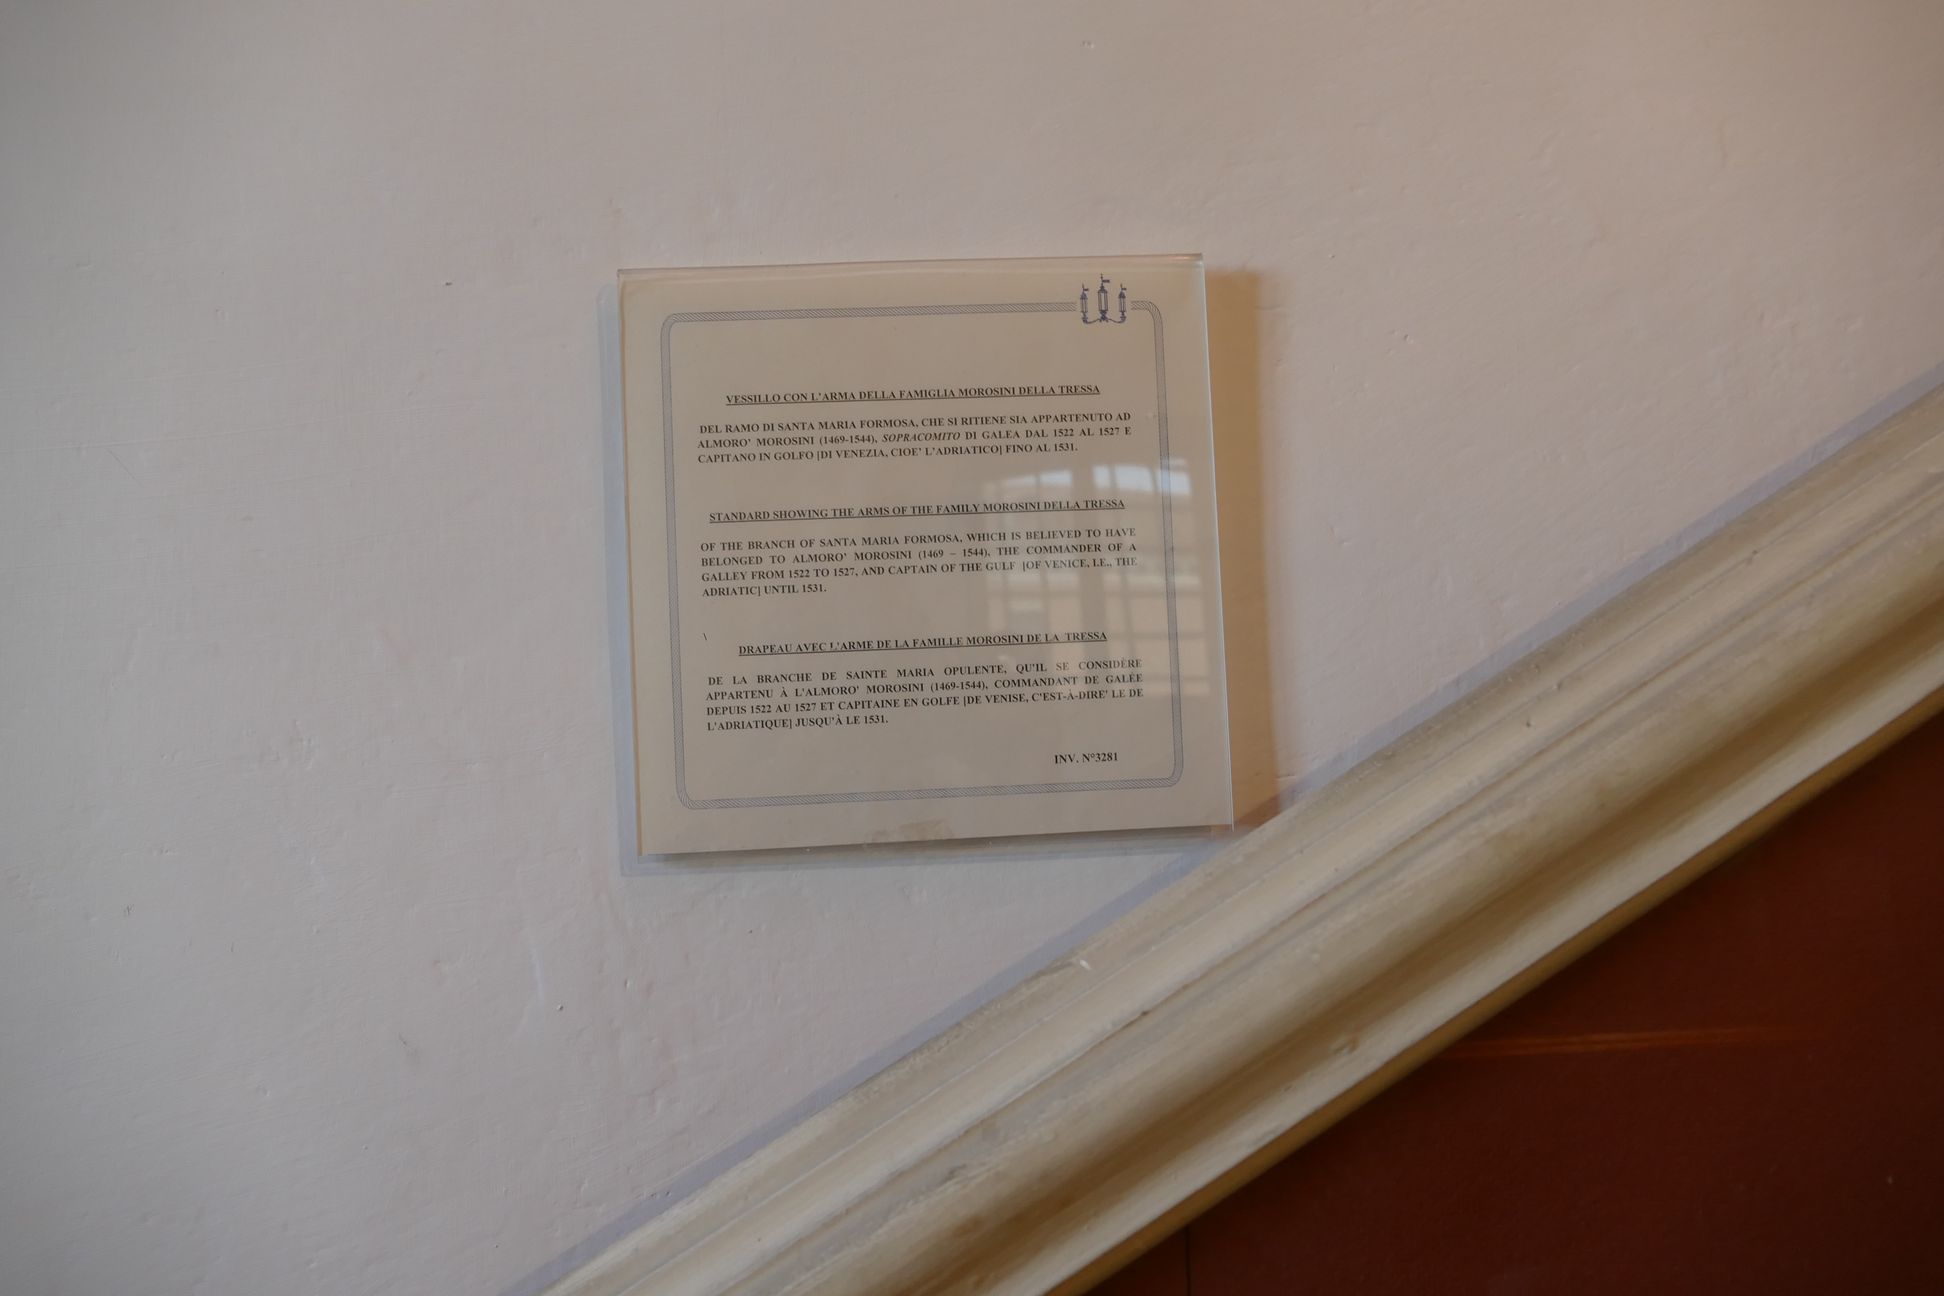 VESSILLO CON L'ARMA DELLA FAMIGLIA MOROSINI DELLA TRESSA
DEL RAMO DI SANTA MARIA FORMOSA, CHE SI RITIENE SIA APPARTENUTO AD
ALMORO' MOROSINI (1469-1544), SOPRACOMITO DI GALEA DAL 1522 AL 1527 E
CAPITANO IN GOLFO [DI VENEZIA, CIOE' L'ADRIATICO] FINO AL 1531.
STANDARD SHOWING THE ARMS OF THE FAMILY MOROSINI DELLA TRESSA
OF THE BRANCH OF SANTA MARIA FORMOSA, WHICH IS BELIEVED TO HAVE
BELONGED TO ALMORO' MOROSINI (1469 – 1544), THE COMMANDER OF A
GALLEY FROM 1522 TO 1527, AND CAPTAIN OF THE GULF [OF VENICE, I.E., THE
ADRIATIC] UNTIL 1531.
\
DRAPEAU AVEC L'ARME DE LA FAMILLE MOROSINI DE LA TRESSA
DE LA BRANCHE DE SAINTE MARIA OPULENTE, QU'IL SE CONSIDÈRE
APPARTENU À L'ALMORO' MOROSINI (1469-1544), COMMANDANT DE GALÉE
DEPUIS 1522 AU 1527 ET CAPITAINE EN GOLFE [DE VENISE, C'EST-À-DIRE' LE DE
L'ADRIATIQUE] JUSQU'À LE 1531.
INV. N°3281